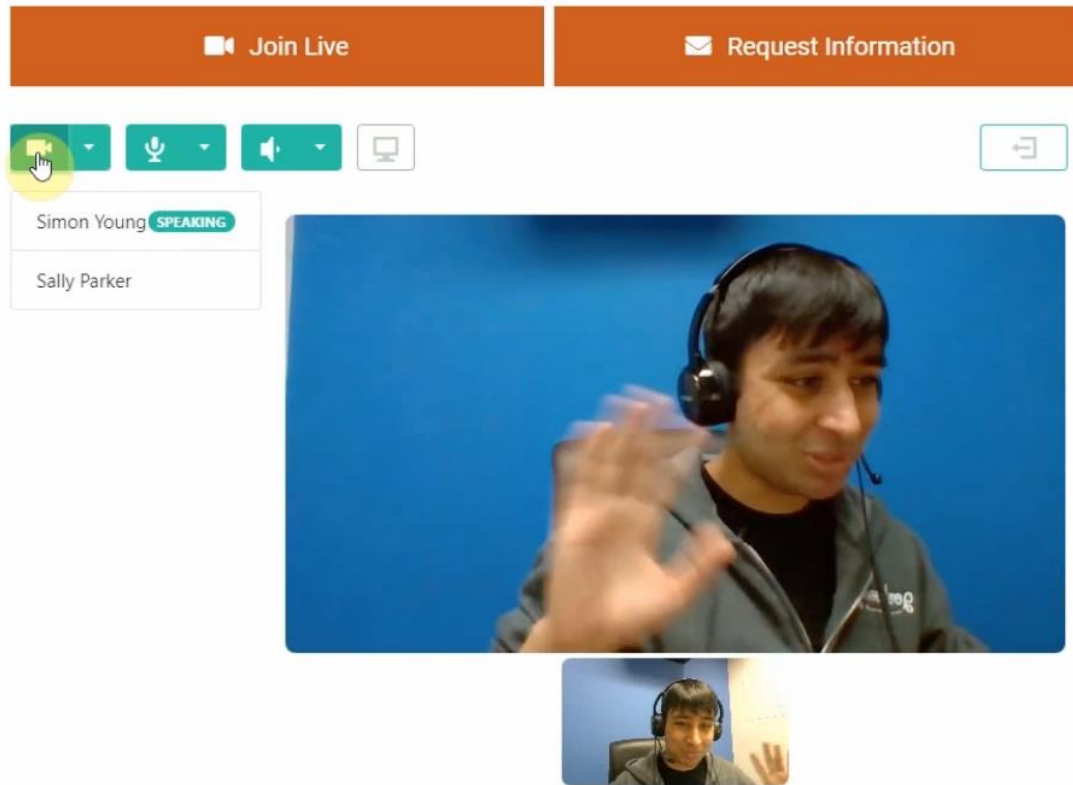 Join Live
Request Information
Simon Young SPEAKING
Sally Parker